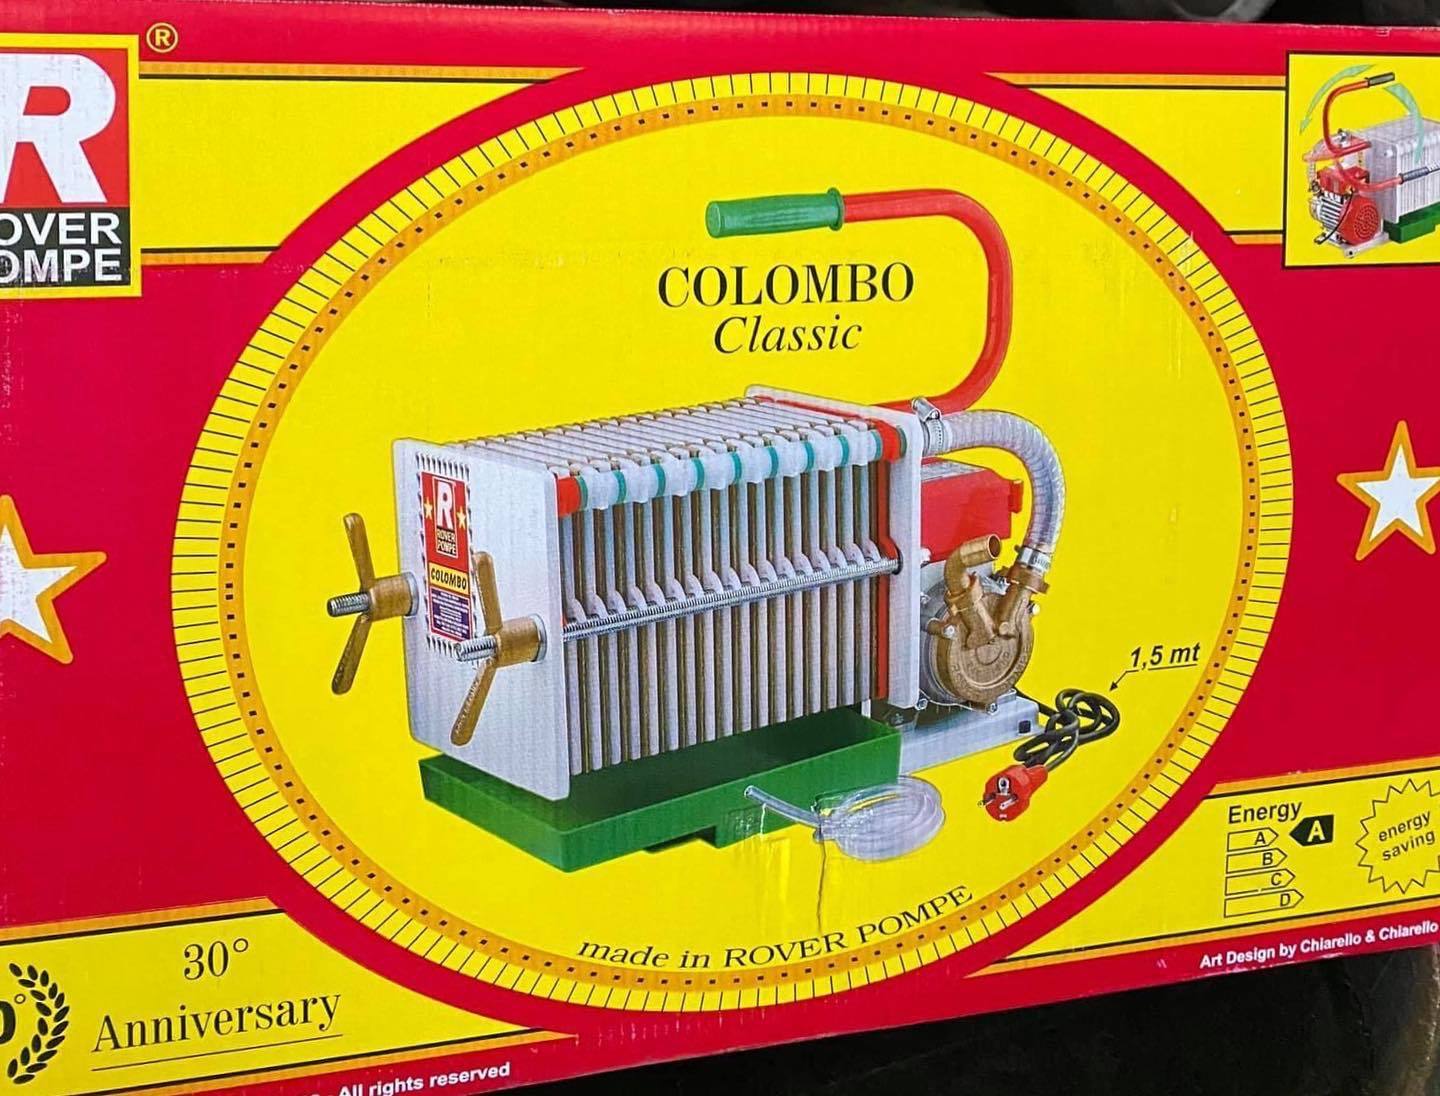 ®
R
OVER
OMPE
COLOMBO
Classic
R
ROVER
POMPE
COLOMBO
1,5 mt
Energy
A
A
B
C
D
energy
saving
made in ROVER POMPE
30°
Anniversary
All rights reserved
Art Design by Chiarello & Chiarello